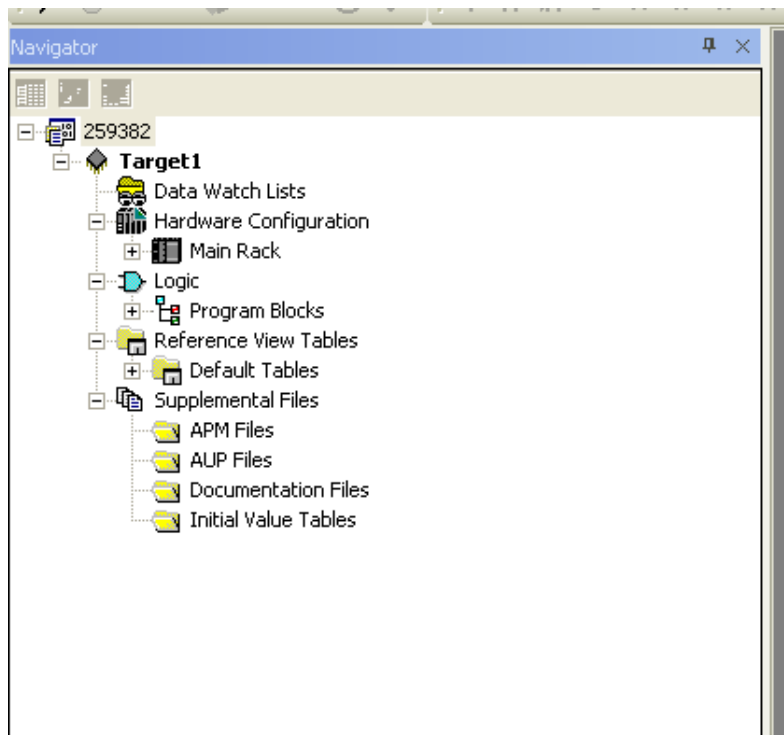 Navigator
259382
Target1
Data Watch Lists
Hardware Configuration
Main Rack
Logic
Program Blocks
Reference View Tables
Default Tables
Supplemental Files
APM Files
AUP Files
Documentation Files
Initial Value Tables